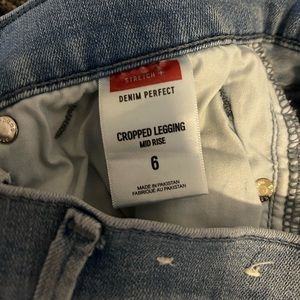 STRETCH +
DENIM PERFECT
CROPPED LEGGING
MID RISE
6
MADE IN PAKISTAN
FABRIQUÉ AU PAKISTAN